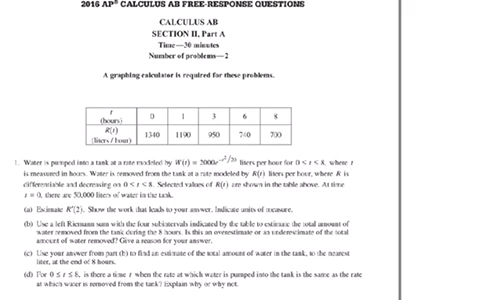 2016 AP® CALCULUS AB FREE-RESPONSE QUESTIONS
CALCULUS AB
SECTION II, Part A
Time—30 minutes
Number of problems—2
A graphing calculator is required for these problems.
t (hours) 0 1 3 6 8
R(t) (liters / hour) 1340 1190 950 740 700
1. Water is pumped into a tank at a rate modeled by W(t) = 2000e^(-t²/20) liters per hour for 0 ≤ t ≤ 8, where t
is measured in hours. Water is removed from the tank at a rate modeled by R(t) liters per hour, where R is
differentiable and decreasing on 0 ≤ t ≤ 8. Selected values of R(t) are shown in the table above. At time
t = 0, there are 50,000 liters of water in the tank.
(a) Estimate R′(2). Show the work that leads to your answer. Indicate units of measure.
(b) Use a left Riemann sum with the four subintervals indicated by the table to estimate the total amount of
water removed from the tank during the 8 hours. Is this an overestimate or an underestimate of the total
amount of water removed? Give a reason for your answer.
(c) Use your answer from part (b) to find an estimate of the total amount of water in the tank, to the nearest
liter, at the end of 8 hours.
(d) For 0 ≤ t ≤ 8, is there a time t when the rate at which water is pumped into the tank is the same as the rate
at which water is removed from the tank? Explain why or why not.